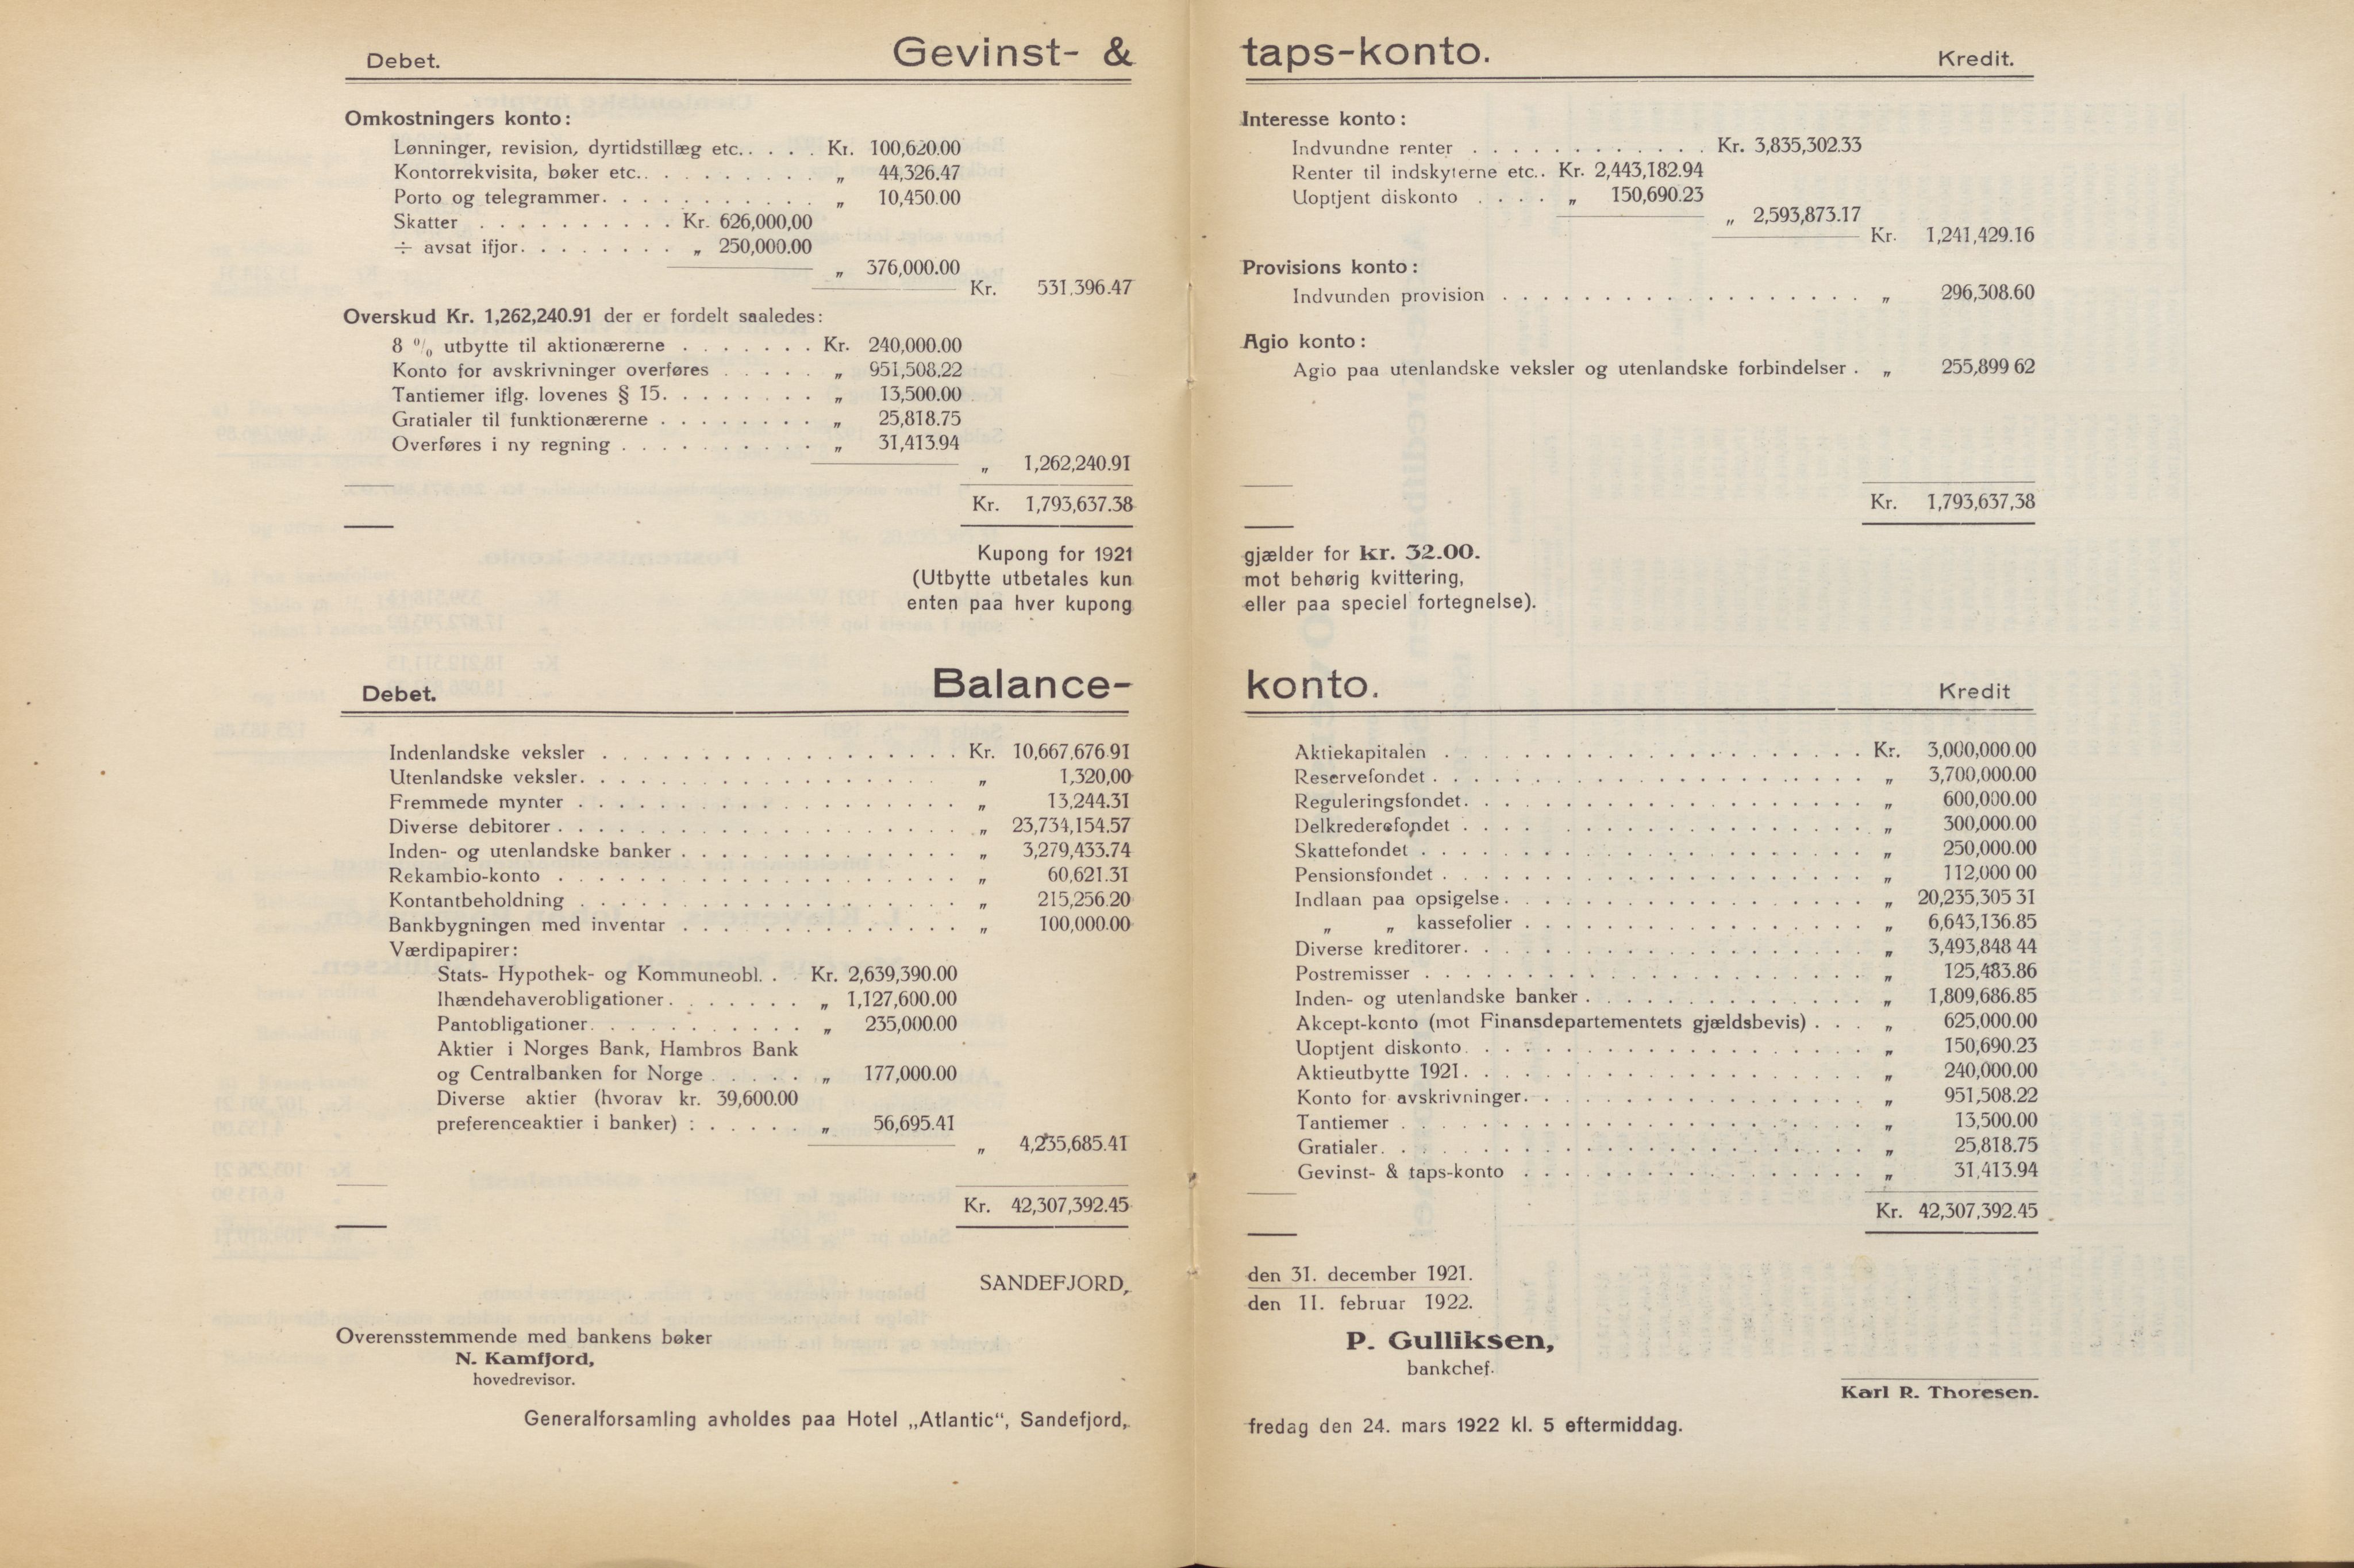 Debet. Gevinst- & taps-konto. Kredit.
Omkostningers konto:
Lønninger, revision, dyrtidstillæg etc. . . . . Kr. 100,620.00
Kontorrekvisita, bøker etc. . . . . . . . . . „ 44,326.47
Porto og telegrammer. . . . . . . . . . . „ 10,450.00
Skatter . . . . . . . . . . Kr. 626,000,00
÷ avsat ifjor. . . . . . . . „ 250,000.00
„ 376,000.00
Kr. 531,396.47
Overskud Kr. 1,262,240.91 der er fordelt saaledes:
8 % utbytte til aktionærerne . . . . . . . Kr. 240,000.00
Konto for avskrivninger overføres . . . . . „ 951,508.22
Tantiemer iflg. lovenes § 15. . . . . . . . „ 13,500.00
Gratialer til funktionærerne . . . . . . . . „ 25,818.75
Overføres i ny regning . . . . . . . . . . „ 31,413.94
„ 1,262,240.91
Kr. 1,793,637.38
Interesse konto:
Indvundne renter . . . . . . . . . . . . Kr. 3,835,302.33
Renter til indskyterne etc. . Kr. 2,443,182.94
Uoptjent diskonto . . . . „ 150,690.23
„ 2,593,873.17
Kr. 1,241,429.16
Provisions konto:
Indvunden provision . . . . . . . . . . . . . . . . . . „ 296,308.60
Agio konto:
Agio paa utenlandske veksler og utenlandske forbindelser . „ 255,899 62
Kr. 1,793,637,38
Kupong for 1921 gjælder for kr. 32.00.
(Utbytte utbetales kun mot behørig kvittering,
enten paa hver kupong eller paa speciel fortegnelse).
Debet. Balance-konto. Kredit
Indenlandske veksler . . . . . . . . . . . . . . . . . Kr. 10,667,676.91
Utenlandske veksler. . . . . . . . . . . . . . . . . „ 1,320,00
Fremmede mynter . . . . . . . . . . . . . . . . . . „ 13,244.31
Diverse debitorer . . . . . . . . . . . . . . . . . . . „ 23,734,154.57
Inden- og utenlandske banker . . . . . . . . . . . . . „ 3,279,433.74
Rekambio-konto . . . . . . . . . . . . . . . . . . . „ 60,621.31
Kontantbeholdning . . . . . . . . . . . . . . . . . . „ 215,256.20
Bankbygningen med inventar . . . . . . . . . . . . . „ 100,000.00
Værdipapirer:
Stats- Hypothek- og Kommuneobl. . . Kr. 2,639,390.00
Ihændehaverobligationer . . . . . . . „ 1,127,600.00
Pantobligationer. . . . . . . . . . . „ 235,000.00
Aktier i Norges Bank, Hambros Bank
og Centralbanken for Norge . . . . . „ 177,000.00
Diverse aktier (hvorav kr. 39,600.00
preferenceaktier i banker) : . . . . . „ 56,695.41
„ 4,235,685.41
Kr. 42,307,392.45
Aktiekapitalen . . . . . . . . . . . . . . . . . . Kr. 3,000,000.00
Reservefondet . . . . . . . . . . . . . . . . . . . „ 3,700,000.00
Reguleringsfondet. . . . . . . . . . . . . . . . . . „ 600,000.00
Delkrederefondet . . . . . . . . . . . . . . . . . . „ 300,000.00
Skattefondet . . . . . . . . . . . . . . . . . . . . „ 250,000.00
Pensionsfondet . . . . . . . . . . . . . . . . . . . „ 112,000 00
Indlaan paa opsigelse . . . . . . . . . . . . . . . . „ 20,235,305 31
„ „ kassefolier . . . . . . . . . . . . . . . „ 6,643,136.85
Diverse kreditorer. . . . . . . . . . . . . . . . . . „ 3,493,848 44
Postremisser . . . . . . . . . . . . . . . . . . . . „ 125,483.86
Inden- og utenlandske banker . . . . . . . . . . . . . „ 1,809,686.85
Akcept-konto (mot Finansdepartementets gjældsbevis) . . . „ 625,000.00
Uoptjent diskonto. . . . . . . . . . . . . . . . . . „ 150,690.23
Aktieutbytte 1921. . . . . . . . . . . . . . . . . . „ 240,000.00
Konto for avskrivninger. . . . . . . . . . . . . . . . „ 951,508.22
Tantiemer . . . . . . . . . . . . . . . . . . . . . „ 13,500.00
Gratialer. . . . . . . . . . . . . . . . . . . . . . „ 25,818.75
Gevinst- & taps-konto . . . . . . . . . . . . . . . „ 31,413.94
Kr. 42,307,392.45
SANDEFJORD, den 31. december 1921.
den 11. februar 1922.
Overensstemmende med bankens bøker
N. Kamfjord,
hovedrevisor.
P. Gulliksen,
bankchef.
Karl R. Thoresen.
Generalforsamling avholdes paa Hotel „Atlantic“, Sandefjord, fredag den 24. mars 1922 kl. 5 eftermiddag.